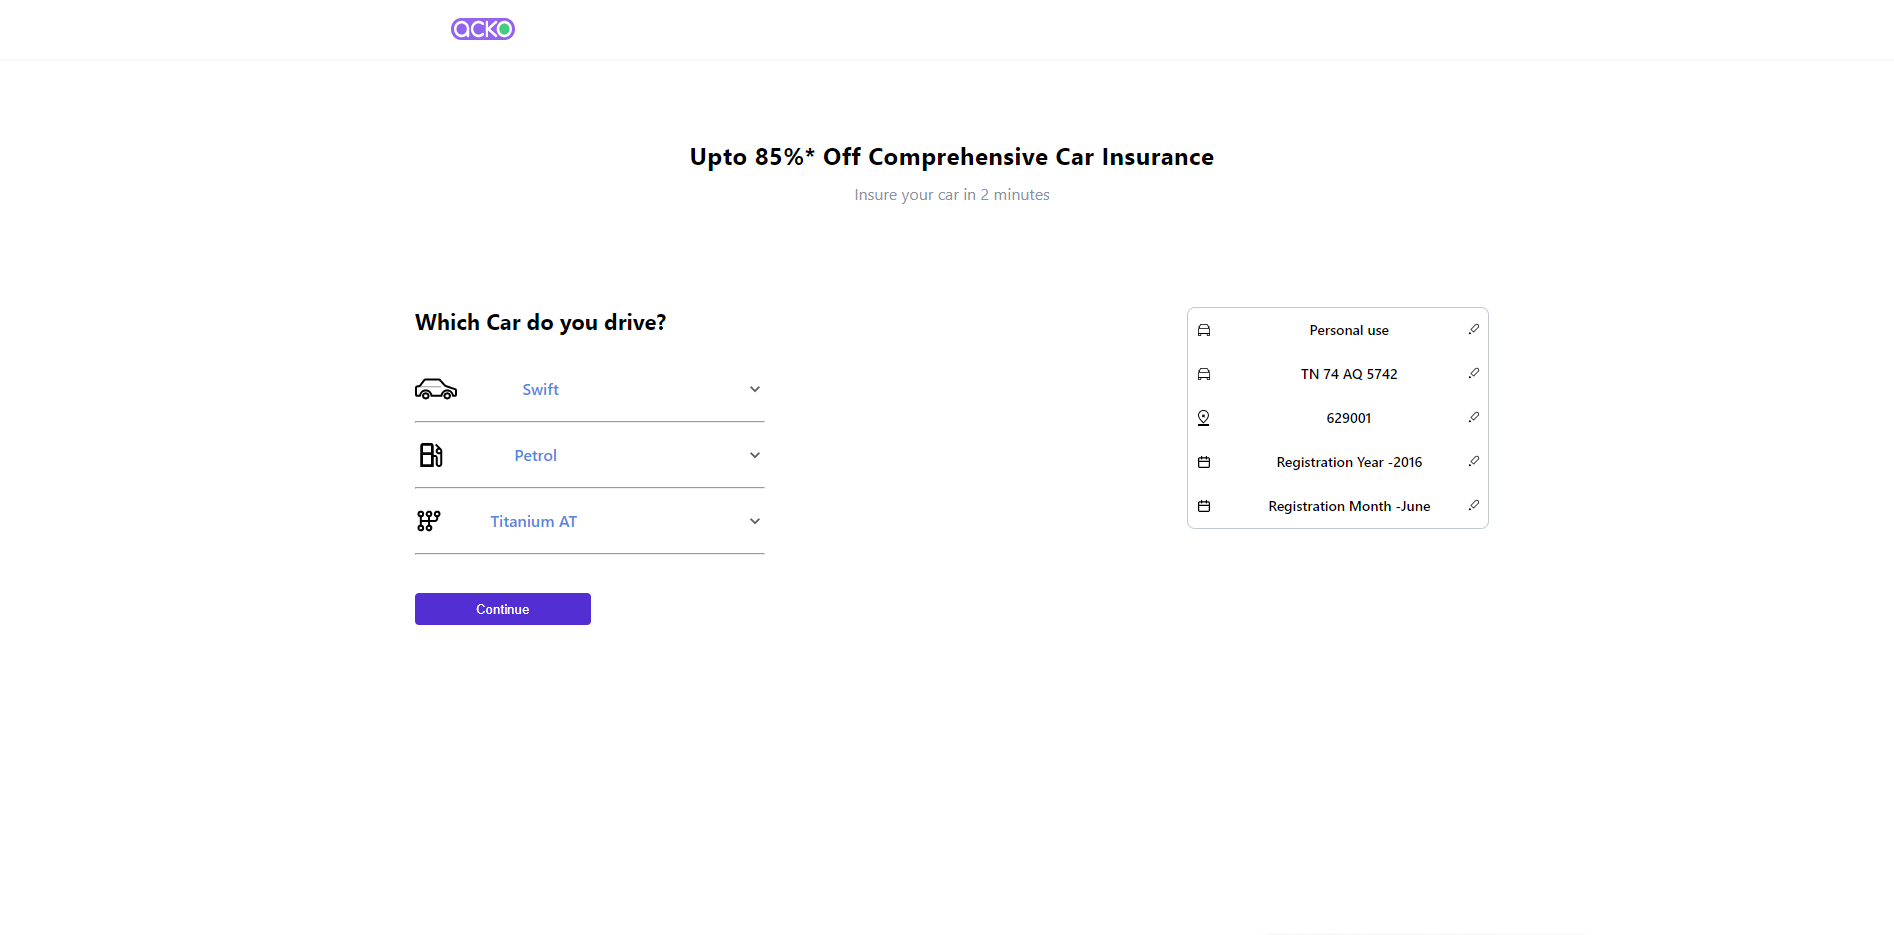 acko
Upto 85%* Off Comprehensive Car Insurance
Insure your car in 2 minutes
Which Car do you drive?
Swift
Petrol
Titanium AT
Continue
Personal use
TN 74 AQ 5742
629001
Registration Year -2016
Registration Month -June